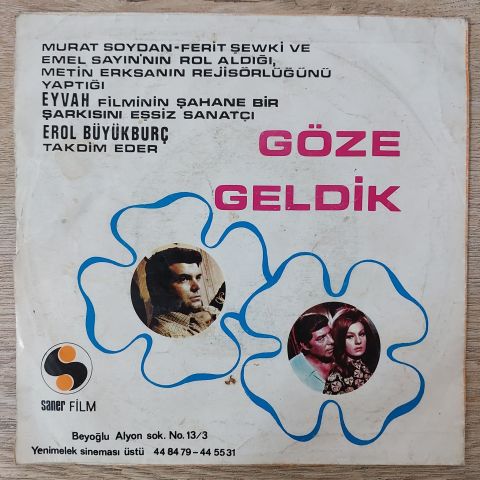 MURAT SOYDAN-FERİT ŞEWKİ VE
EMEL SAYIN'NIN ROL ALDIĞI,
METİN ERKSANIN REJİSÖRLÜĞÜNÜ
YAPTIĞI
EYVAH FİLMİNİN ŞAHANE BİR
ŞARKISINI EŞSİZ SANATÇI
EROL BÜYÜKBURÇ
TAKDİM EDER
GÖZE
GELDİK
saner FİLM
Beyoğlu Alyon sok. No. 13/3
Yenimelek sineması üstü 44 84 79 - 44 55 31